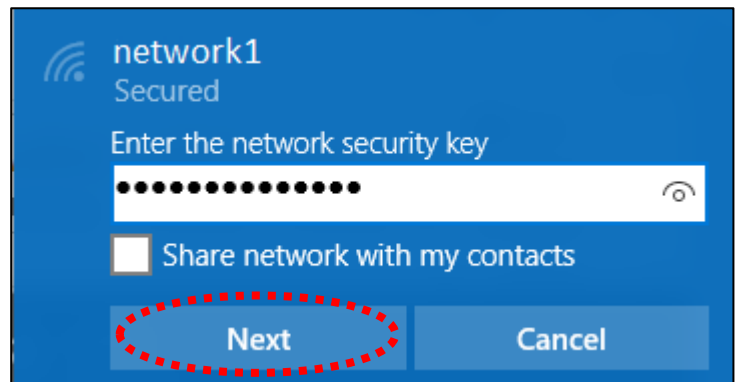 network1
Secured
Enter the network security key
••••••••••••••
Share network with my contacts
Next Cancel